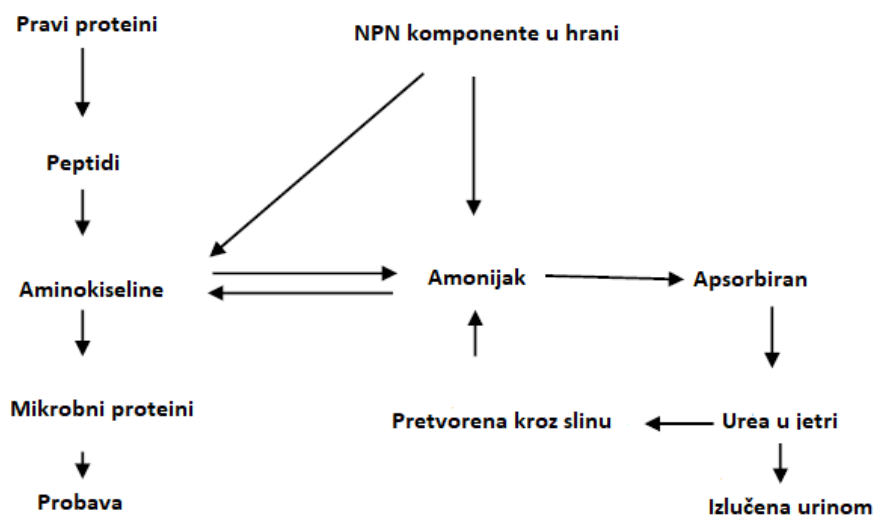 Pravi proteini
NPN komponente u hrani
Peptidi
Aminokiseline
Amonijak
Apsorbiran
Mikrobni proteini
Pretvorena kroz slinu
Urea u jetri
Probava
Izlučena urinom